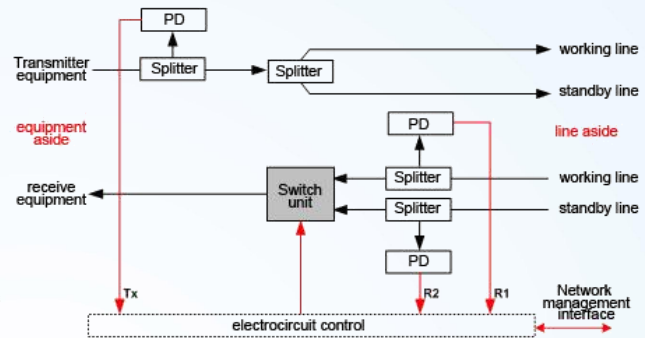 PD
Transmitter
equipment
Splitter
Splitter
working line
standby line
equipment
aside
PD
line aside
receive
equipment
Switch
unit
Splitter
working line
Splitter
standby line
PD
Tx
R2
R1
Network
management
interface
electrocircuit control